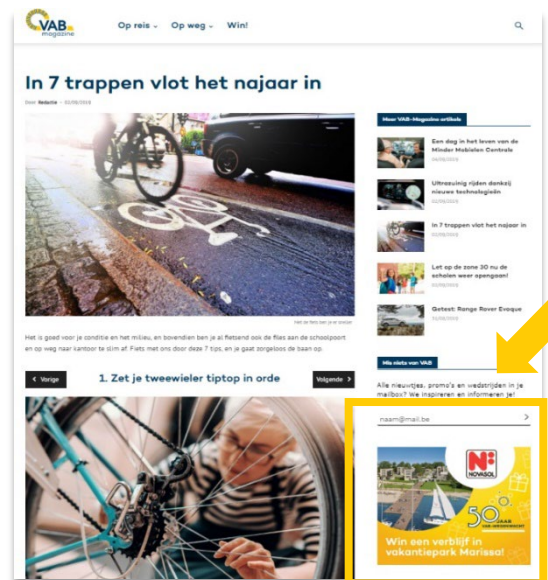 VAB
magazine
Op reis
Op weg
Win!
In 7 trappen vlot het najaar in
Door Redactie - 02/09/2019
Het is goed voor je conditie en het milieu, en bovendien ben je al fietsend ook de files aan de schoolpoort
en op weg naar kantoor te slim af. Fiets met ons door deze 7 tips, en je gaat zorgeloos de baan op.
Vorige
1. Zet je tweewieler tiptop in orde
Volgende
Meer VAB-Magazine artikels
Een dag in het leven van de
Minder Mobielen Centrale
Ultrazuinig rijden dankzij
nieuwe technologieën
In 7 trappen vlot het najaar in
Let op de zone 30 nu de
scholen weer opengaan!
Getest: Range Rover Evoque
Mis niets van VAB
Alle nieuwtjes, promo's en wedstrijden in je
mailbox? We inspireren en informeren je!
naam@mail.be
N:
NOVASOL
50
JAAR
Win een verblijf in
vakantiepark Marissa!